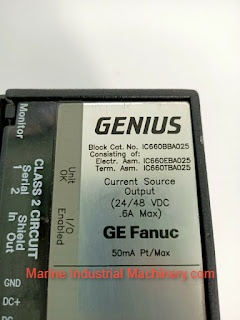 GENIUS
Block Cat. No. IC660BBA025
Consisting of:
Electr. Asm. IC660EBA025
Term. Asm. IC660TBA025
Current Source
Output
(24/48 VDC
.6A Max)
GE Fanuc
50mA Pt/Max
Unit
OK
I/O
Enabled
Monitor
CLASS 2 CIRCUIT
Serial Shield
1 2 In Out
GND
DC+
DC-
Marine Industrial Machinery.com